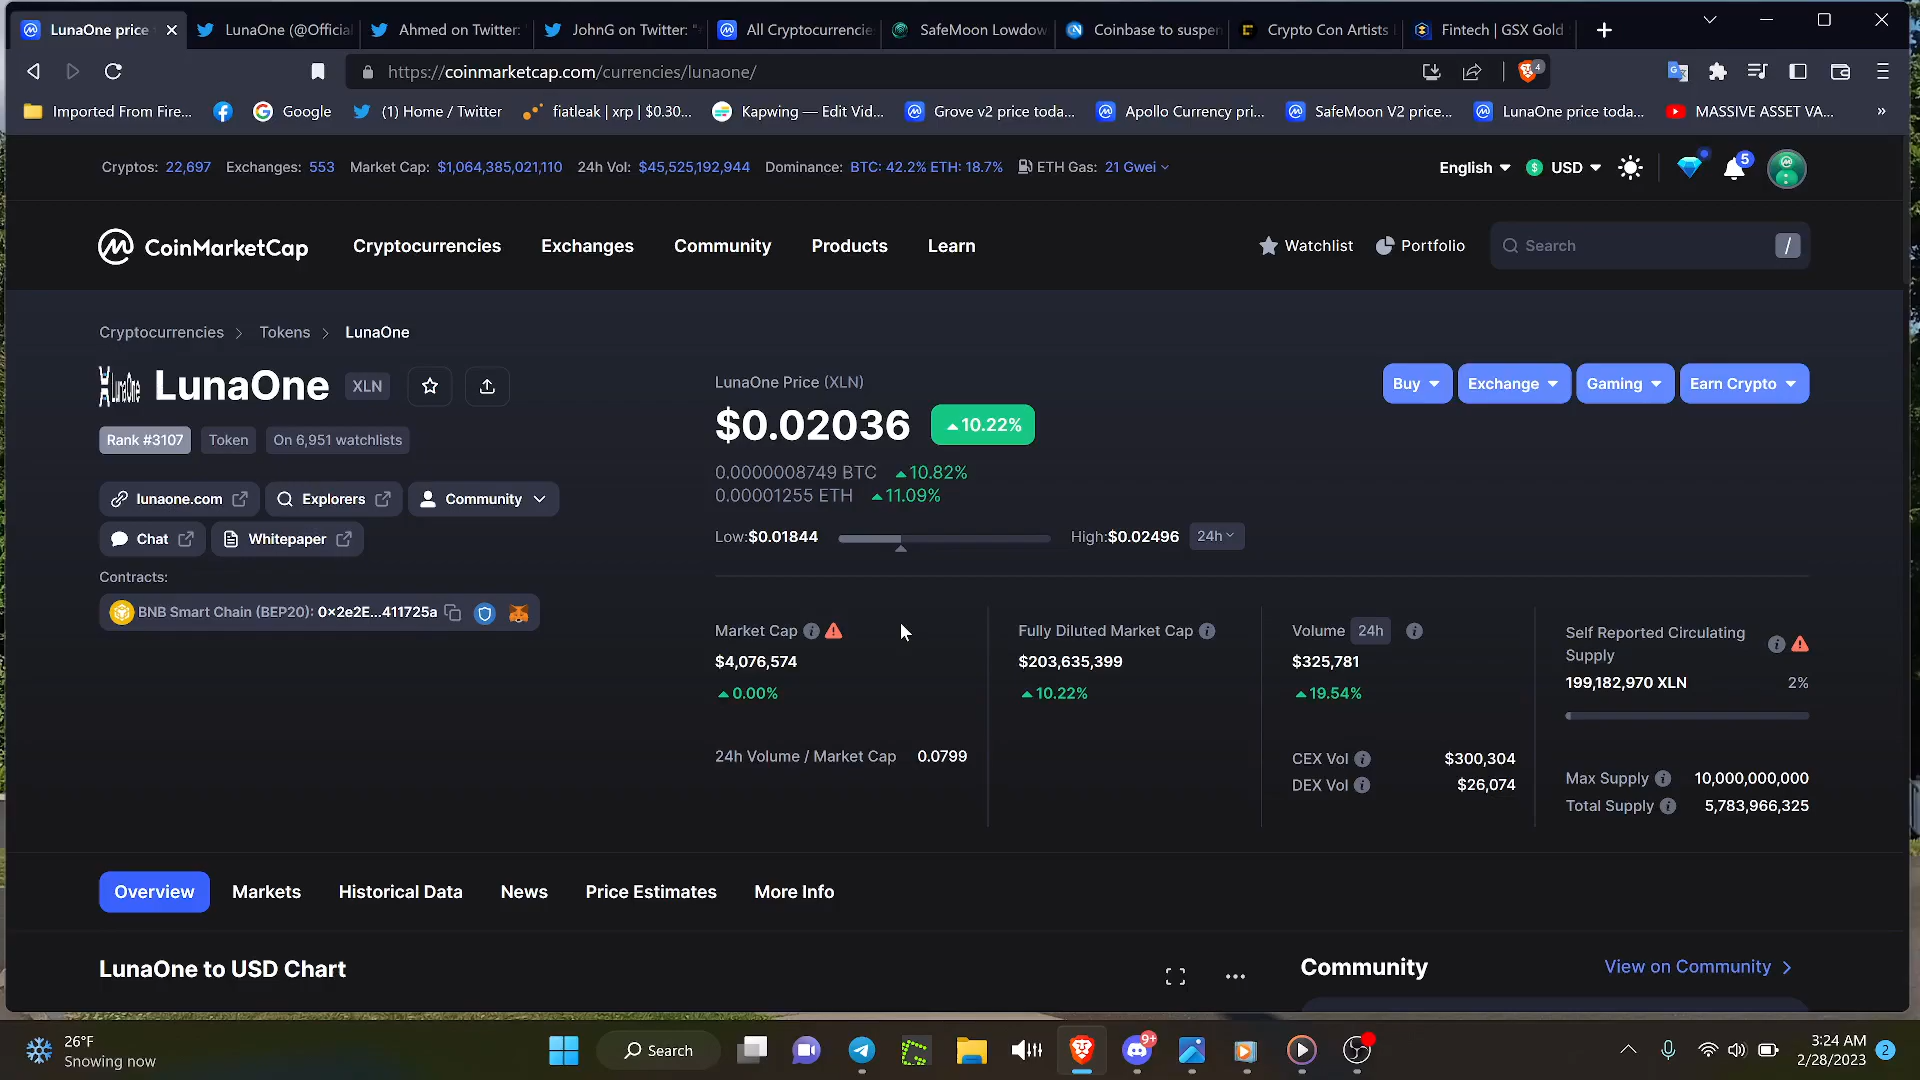 LunaOne price
LunaOne (@Official
Ahmed on Twitter:
JohnG on Twitter: "
All Cryptocurrencie
SafeMoon Lowdow
Coinbase to suspen
Crypto Con Artists
Fintech | GSX Gold
https://coinmarketcap.com/currencies/lunaone/
4
Imported From Fire...
Google
(1) Home / Twitter
fiatleak | xrp | $0.30...
Kapwing — Edit Vid...
Grove v2 price toda...
Apollo Currency pri...
SafeMoon V2 price...
LunaOne price toda...
MASSIVE ASSET VA...
»
Cryptos: 22,697 Exchanges: 553 Market Cap: $1,064,385,021,110 24h Vol: $45,525,192,944 Dominance: BTC: 42.2% ETH: 18.7% ETH Gas: 21 Gwei
English
USD
5
CoinMarketCap
Cryptocurrencies
Exchanges
Community
Products
Learn
Watchlist
Portfolio
Search
/
Cryptocurrencies > Tokens > LunaOne
LunaOne
LunaOne
XLN
Rank #3107
Token
On 6,951 watchlists
lunaone.com
Explorers
Community
Chat
Whitepaper
Contracts:
BNB Smart Chain (BEP20): 0x2e2E...411725a
LunaOne Price (XLN)
$0.02036
10.22%
0.0000008749 BTC 10.82%
0.00001255 ETH 11.09%
Low:$0.01844
High:$0.02496
24h
Buy
Exchange
Gaming
Earn Crypto
Market Cap
$4,076,574
0.00%
24h Volume / Market Cap 0.0799
Fully Diluted Market Cap
$203,635,399
10.22%
Volume 24h
$325,781
19.54%
CEX Vol $300,304
DEX Vol $26,074
Self Reported Circulating
Supply
199,182,970 XLN 2%
Max Supply 10,000,000,000
Total Supply 5,783,966,325
Overview
Markets
Historical Data
News
Price Estimates
More Info
LunaOne to USD Chart
Community
View on Community
26°F
Snowing now
Search
9+
3:24 AM
2/28/2023
2